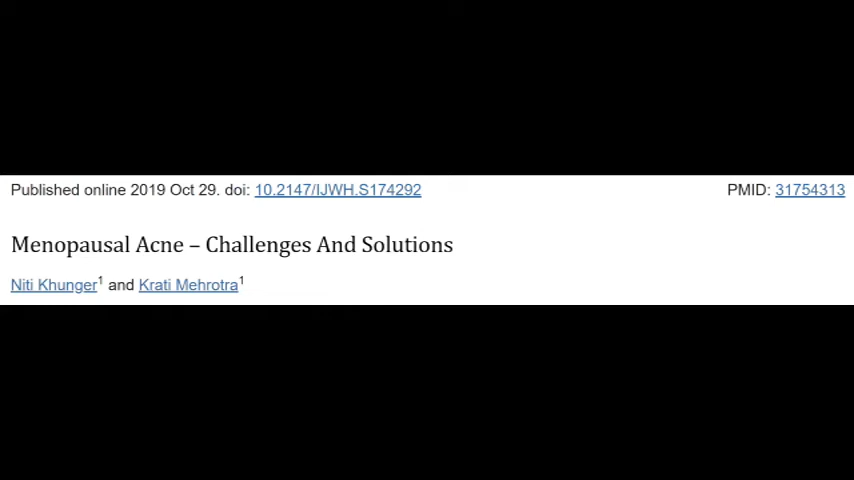 Published online 2019 Oct 29. doi: 10.2147/IJWH.S174292 PMID: 31754313
Menopausal Acne – Challenges And Solutions
Niti Khunger1 and Krati Mehrotra1